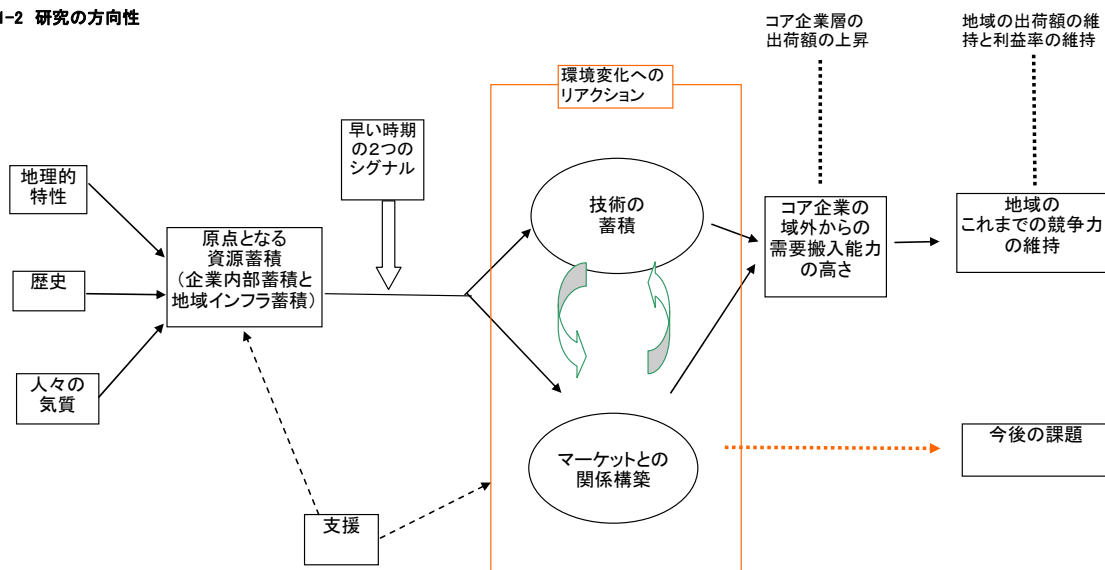 1-2 研究の方向性
コア企業層の
出荷額の上昇
地域の出荷額の維
持と利益率の維持
環境変化への
リアクション
早い時期
の2つの
シグナル
地理的
特性
技術の
蓄積
コア企業の
域外からの
需要搬入能力
の高さ
地域の
これまでの競争力
の維持
原点となる
資源蓄積
(企業内部蓄積と
地域インフラ蓄積)
歴史
人々の
気質
マーケットとの
関係構築
今後の課題
支援